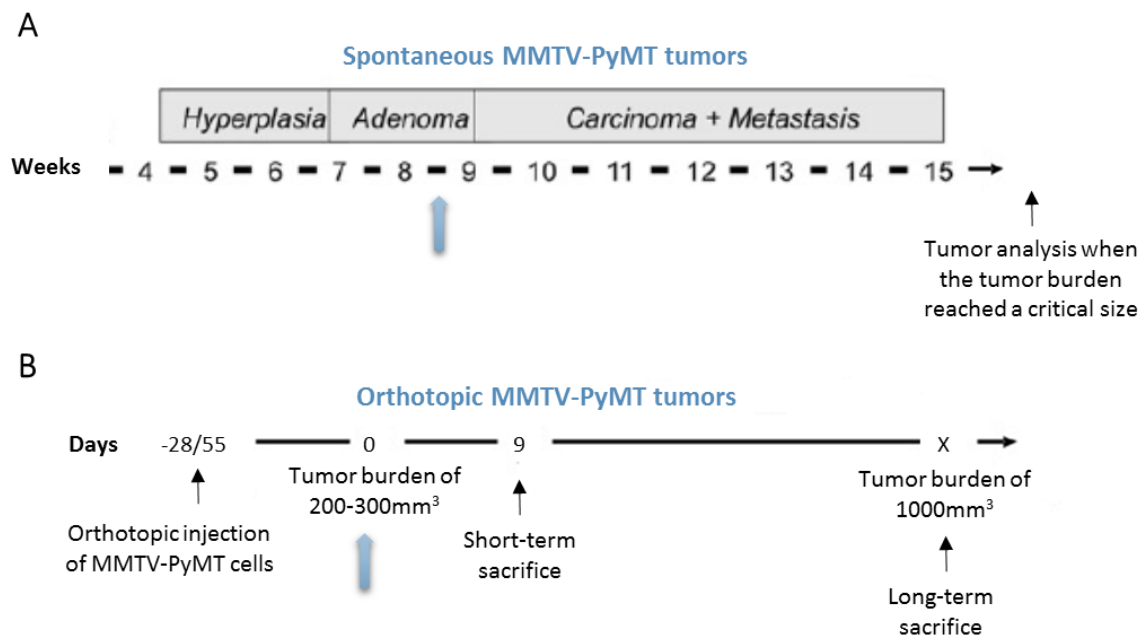 A
Spontaneous MMTV-PyMT tumors
Hyperplasia Adenoma Carcinoma + Metastasis
Weeks - 4 - 5 - 6 - 7 - 8 - 9 - 10 - 11 - 12 - 13 - 14 - 15
Tumor analysis when
the tumor burden
reached a critical size
B
Orthotopic MMTV-PyMT tumors
Days -28/55 0 9 X
Orthotopic injection
of MMTV-PyMT cells
Tumor burden of
200-300mm³
Short-term
sacrifice
Tumor burden of
1000mm³
Long-term
sacrifice